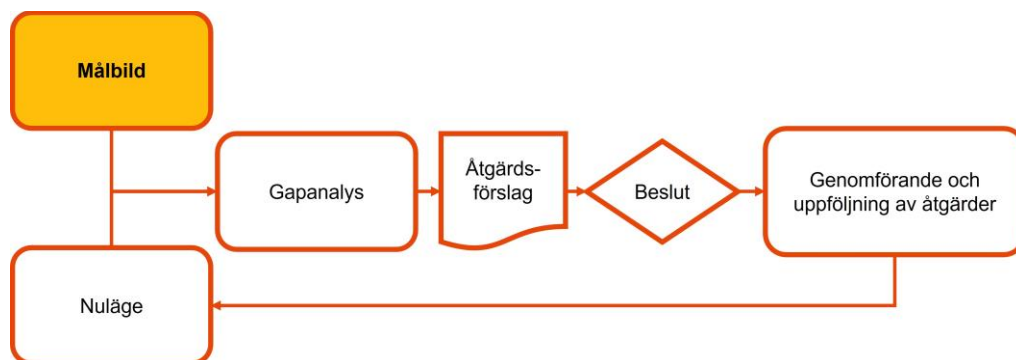 Målbild
Gapanalys
Åtgärds-
förslag
Beslut
Genomförande och
uppföljning av åtgärder
Nuläge